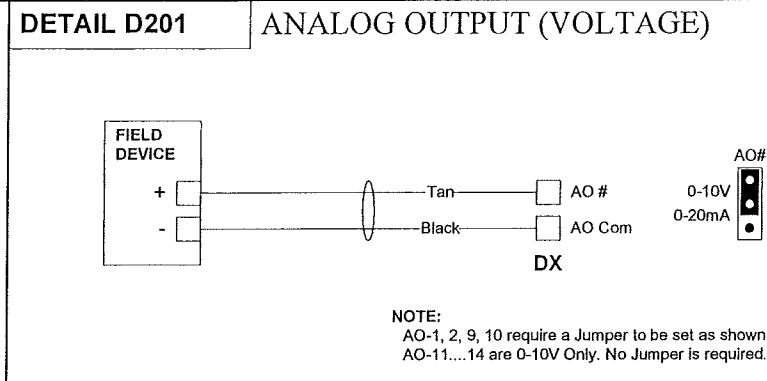 DETAIL D201
ANALOG OUTPUT (VOLTAGE)
FIELD
DEVICE
+
-
Tan
Black
AO #
AO Com
DX
AO#
0-10V
0-20mA
NOTE:
AO-1, 2, 9, 10 require a Jumper to be set as shown
AO-11....14 are 0-10V Only. No Jumper is required.